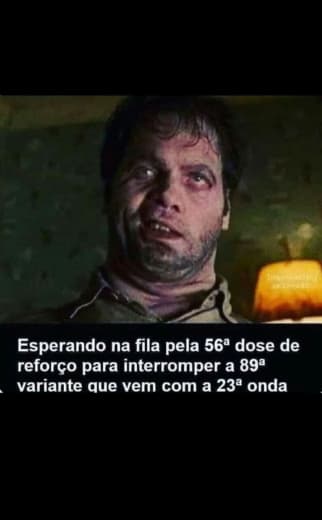 Esperando na fila pela 56ª dose de
reforço para interromper a 89ª
variante que vem com a 23ª onda